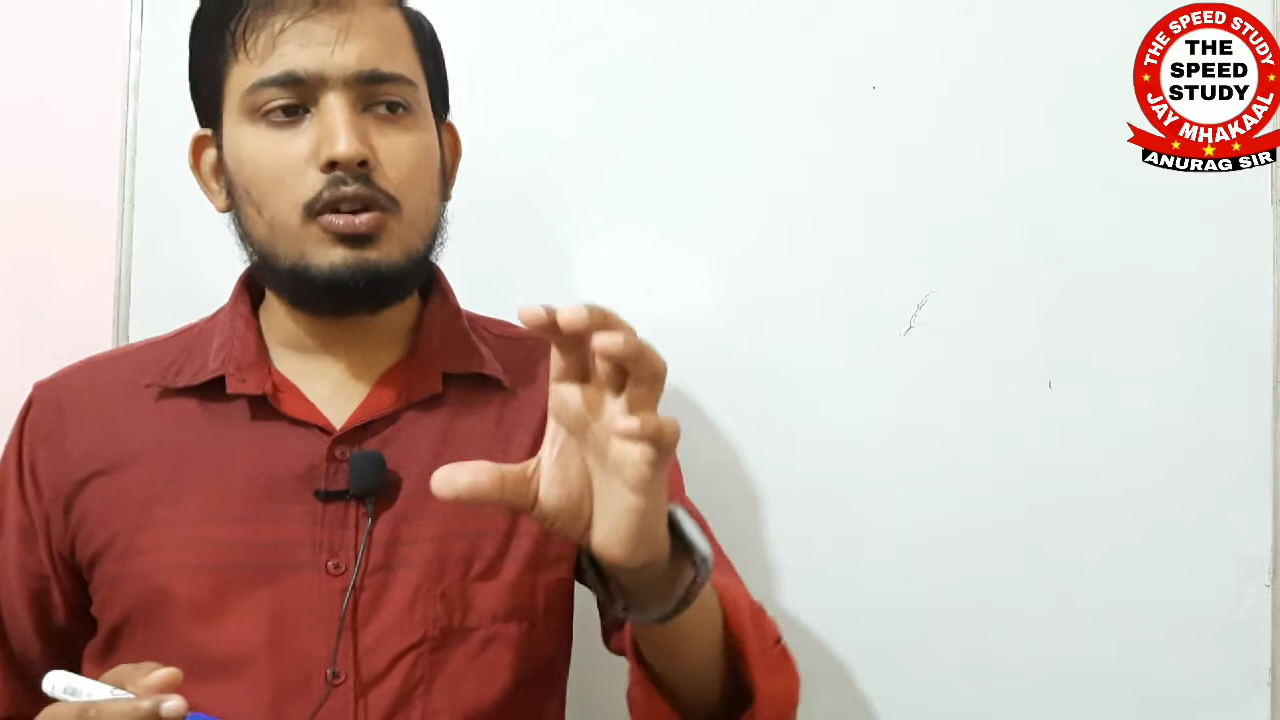 THE SPEED STUDY
THE
SPEED
STUDY
JAY MHAKAAL
ANURAG SIR